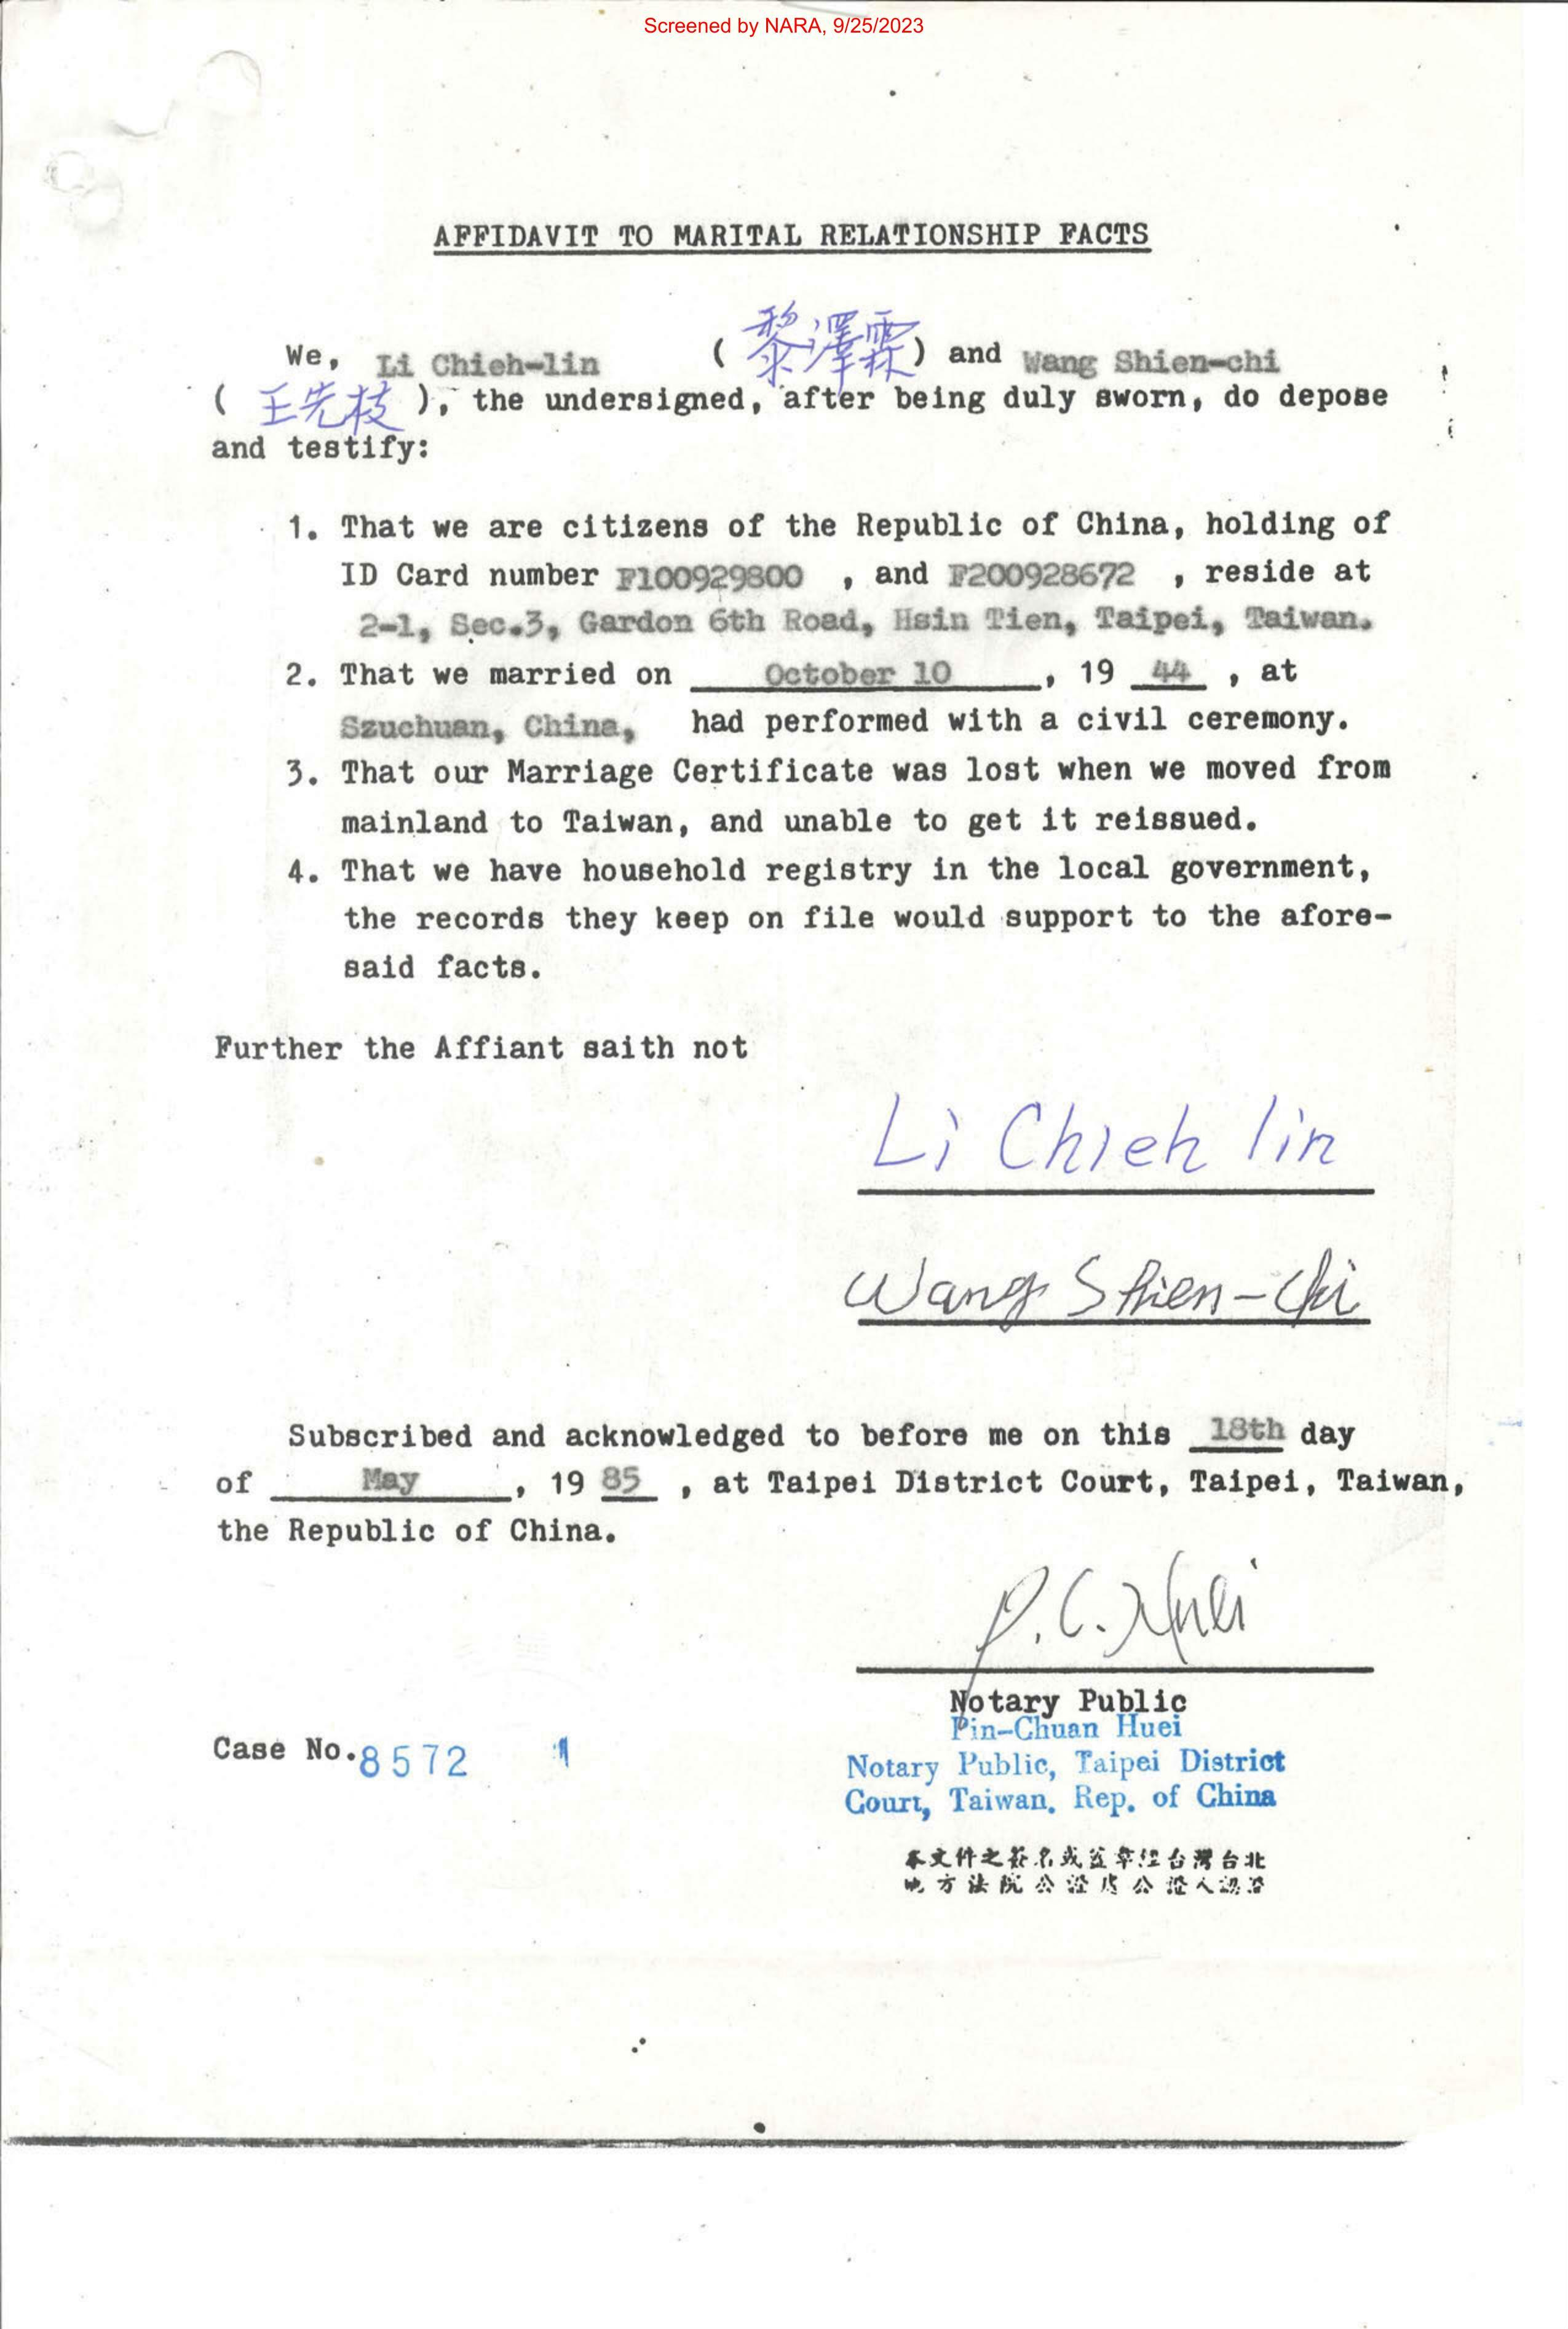 Screened by NARA, 9/25/2023
AFFIDAVIT TO MARITAL RELATIONSHIP FACTS
We, Li Chieh-lin (黎澤霖) and Wang Shien-chi
(王先枝), the undersigned, after being duly sworn, do depose
and testify:
1. That we are citizens of the Republic of China, holding of
ID Card number F100929800 , and F200928672 , reside at
2-1, Sec.3, Gardon 6th Road, Hsin Tien, Taipei, Taiwan.
2. That we married on October 10 , 19 44 , at
Szuchuan, China, had performed with a civil ceremony.
3. That our Marriage Certificate was lost when we moved from
mainland to Taiwan, and unable to get it reissued.
4. That we have household registry in the local government,
the records they keep on file would support to the afore-
said facts.
Further the Affiant saith not
Li Chieh lin
Wang Shien-chi
Subscribed and acknowledged to before me on this 18th day
of May , 19 85 , at Taipei District Court, Taipei, Taiwan,
the Republic of China.
P.C. Huei
Notary Public
Pin-Chuan Huei
Case No. 8572
Notary Public, Taipei District
Court, Taiwan. Rep. of China
本文件之簽名或蓋章經台灣台北
地方法院公證處公證人認證